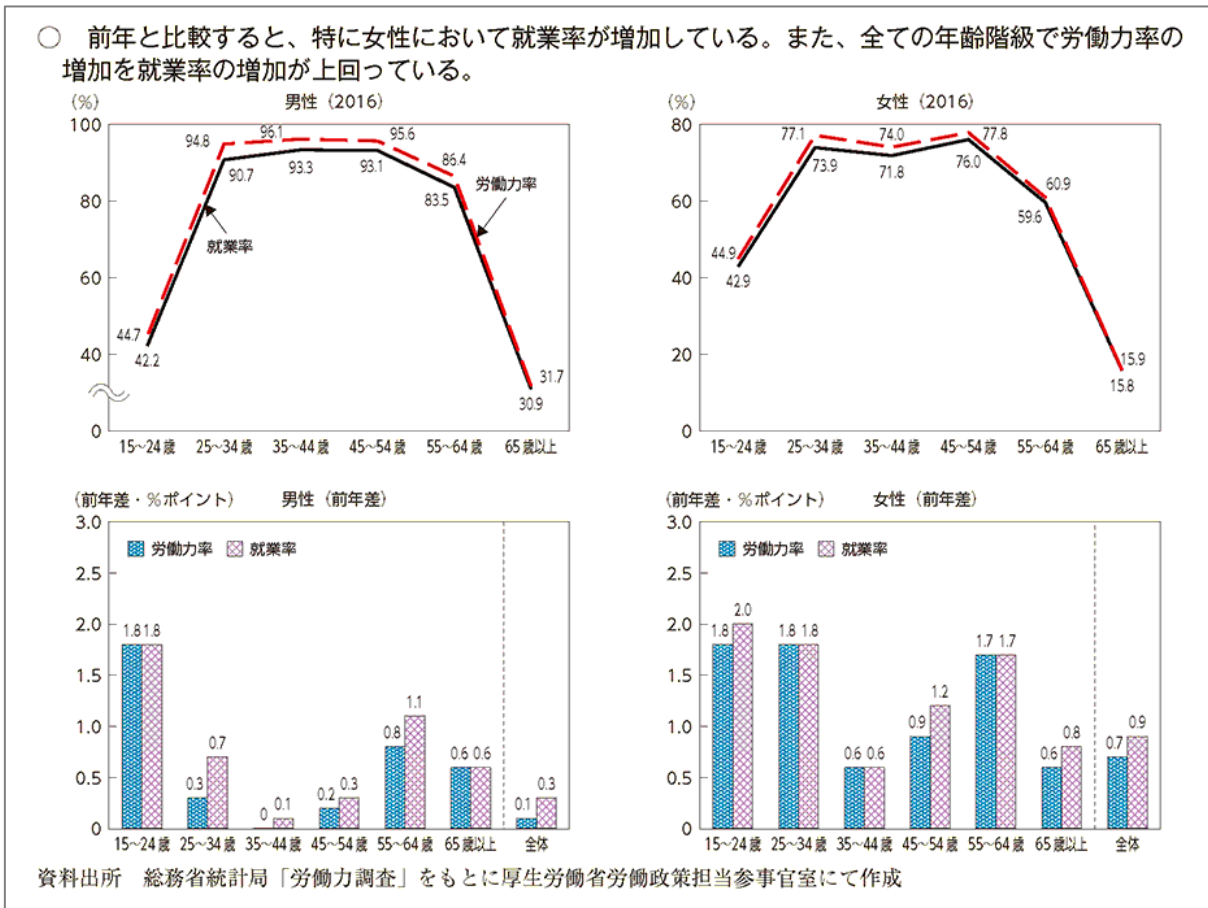 ○ 前年と比較すると、特に女性において就業率が増加している。また、全ての年齢階級で労働力率の
増加を就業率の増加が上回っている。
(%) 男性(2016)
100
80
60
40
0
94.8 96.1 95.6 86.4
90.7 93.3 93.1 83.5
労働力率
就業率
44.7
42.2
31.7
30.9
15~24歳 25~34歳 35~44歳 45~54歳 55~64歳 65歳以上
(%) 女性(2016)
80
60
40
20
0
77.1 74.0 77.8
73.9 71.8 76.0
60.9
59.6
44.9
42.9
15.9
15.8
15~24歳 25~34歳 35~44歳 45~54歳 55~64歳 65歳以上
(前年差・%ポイント) 男性(前年差)
3.0
2.5
2.0
1.5
1.0
0.5
0
労働力率 就業率
1.8 1.8 0.3 0.7 0 0.1 0.2 0.3 0.8 1.1 0.6 0.6 0.1 0.3
15~24歳 25~34歳 35~44歳 45~54歳 55~64歳 65歳以上 全体
(前年差・%ポイント) 女性(前年差)
3.0
2.5
2.0
1.5
1.0
0.5
0
労働力率 就業率
1.8 2.0 1.8 1.8 0.6 0.6 0.9 1.2 1.7 1.7 0.6 0.8 0.7 0.9
15~24歳 25~34歳 35~44歳 45~54歳 55~64歳 65歳以上 全体
資料出所 総務省統計局「労働力調査」をもとに厚生労働省労働政策担当参事官室にて作成